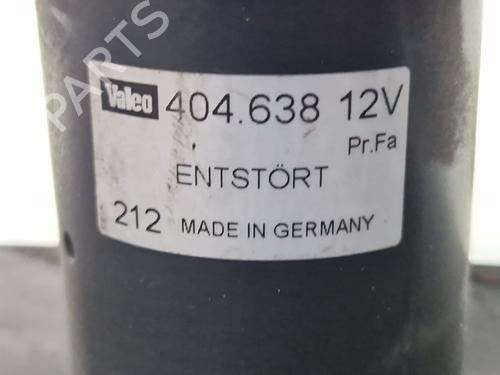 PARTS
Valeo 404.638 12V
Pr.Fa
ENTSTÖRT
212 MADE IN GERMANY